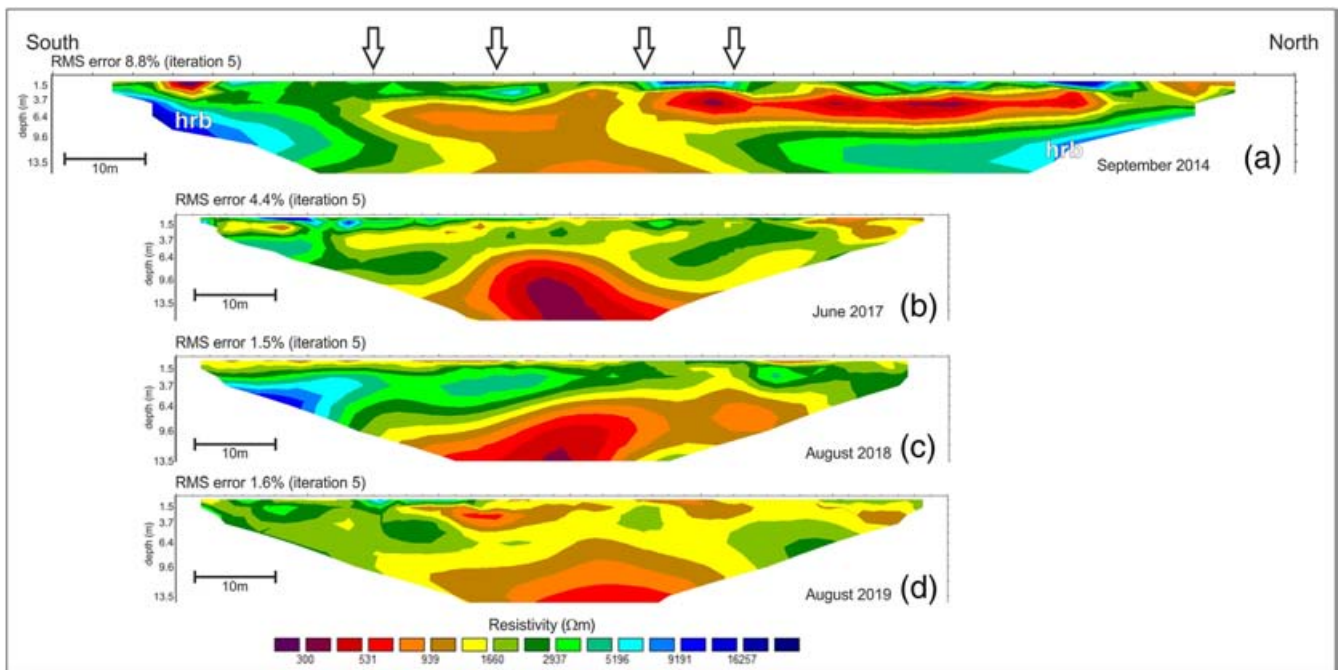 South North
RMS error 8.8% (iteration 5)
depth (m)
1.5
3.7
6.4
9.6
13.5
hrb
hrb
10m
September 2014 (a)
RMS error 4.4% (iteration 5)
depth (m)
1.5
3.7
6.4
9.6
13.5
10m
June 2017 (b)
RMS error 1.5% (iteration 5)
depth (m)
1.5
3.7
6.4
9.6
13.5
10m
August 2018 (c)
RMS error 1.6% (iteration 5)
depth (m)
1.5
3.7
6.4
9.6
13.5
10m
August 2019 (d)
Resistivity (Ωm)
300 531 939 1660 2937 5196 9191 16257